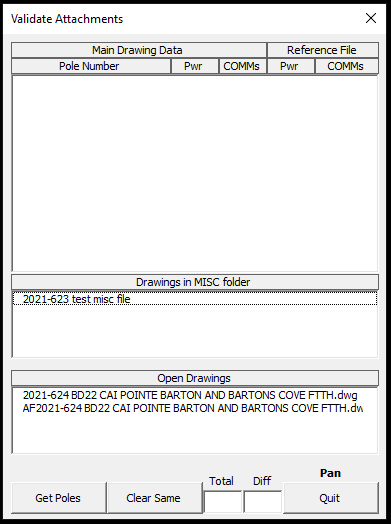 Validate Attachments
Main Drawing Data Reference File
Pole Number Pwr COMMs Pwr COMMs
Drawings in MISC folder
2021-623 test misc file
Open Drawings
2021-624 BD22 CAI POINTE BARTON AND BARTONS COVE FTTH.dwg
AF2021-624 BD22 CAI POINTE BARTON AND BARTONS COVE FTTH.dw
Total Diff Pan
Get Poles Clear Same Quit